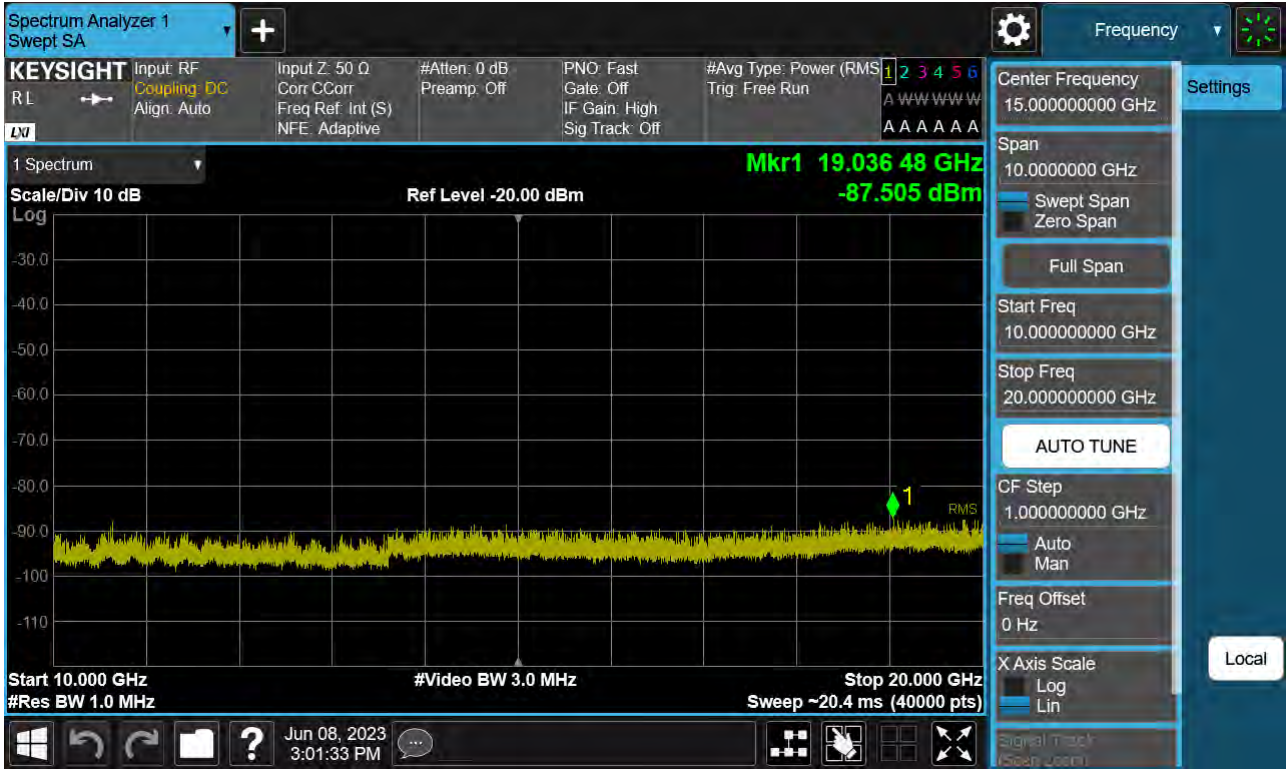 Spectrum Analyzer 1
Swept SA
+
Frequency
KEYSIGHT
RL
LXI
Input: RF
Coupling: DC
Align: Auto
Input Z: 50 Ω
Corr CCorr
Freq Ref: Int (S)
NFE: Adaptive
#Atten: 0 dB
Preamp: Off
PNO: Fast
Gate: Off
IF Gain: High
Sig Track: Off
#Avg Type: Power (RMS
Trig: Free Run
1 2 3 4 5 6
A W W W W W
A A A A A A
1 Spectrum
Mkr1 19.036 48 GHz
Scale/Div 10 dB
Ref Level -20.00 dBm
-87.505 dBm
Log
-30.0
-40.0
-50.0
-60.0
-70.0
-80.0
-90.0
-100
-110
1
RMS
Start 10.000 GHz
#Video BW 3.0 MHz
Stop 20.000 GHz
#Res BW 1.0 MHz
Sweep ~20.4 ms (40000 pts)
?
Jun 08, 2023
3:01:33 PM
Center Frequency
15.000000000 GHz
Settings
Span
10.0000000 GHz
Swept Span
Zero Span
Full Span
Start Freq
10.000000000 GHz
Stop Freq
20.000000000 GHz
AUTO TUNE
CF Step
1.000000000 GHz
Auto
Man
Freq Offset
0 Hz
X Axis Scale
Log
Lin
Local
Signal Track
(Span Zoom)